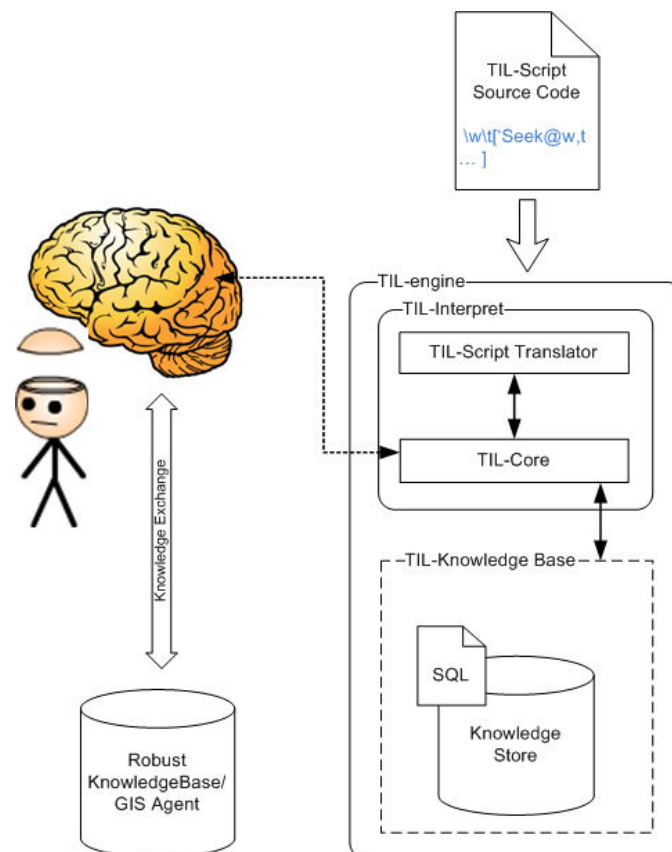 TIL-Script
Source Code
\w\t['Seek@w,t
... ]
TIL-engine
TIL-Interpret
TIL-Script Translator
TIL-Core
Knowledge Exchange
TIL-Knowledge Base
SQL
Knowledge
Store
Robust
KnowledgeBase/
GIS Agent